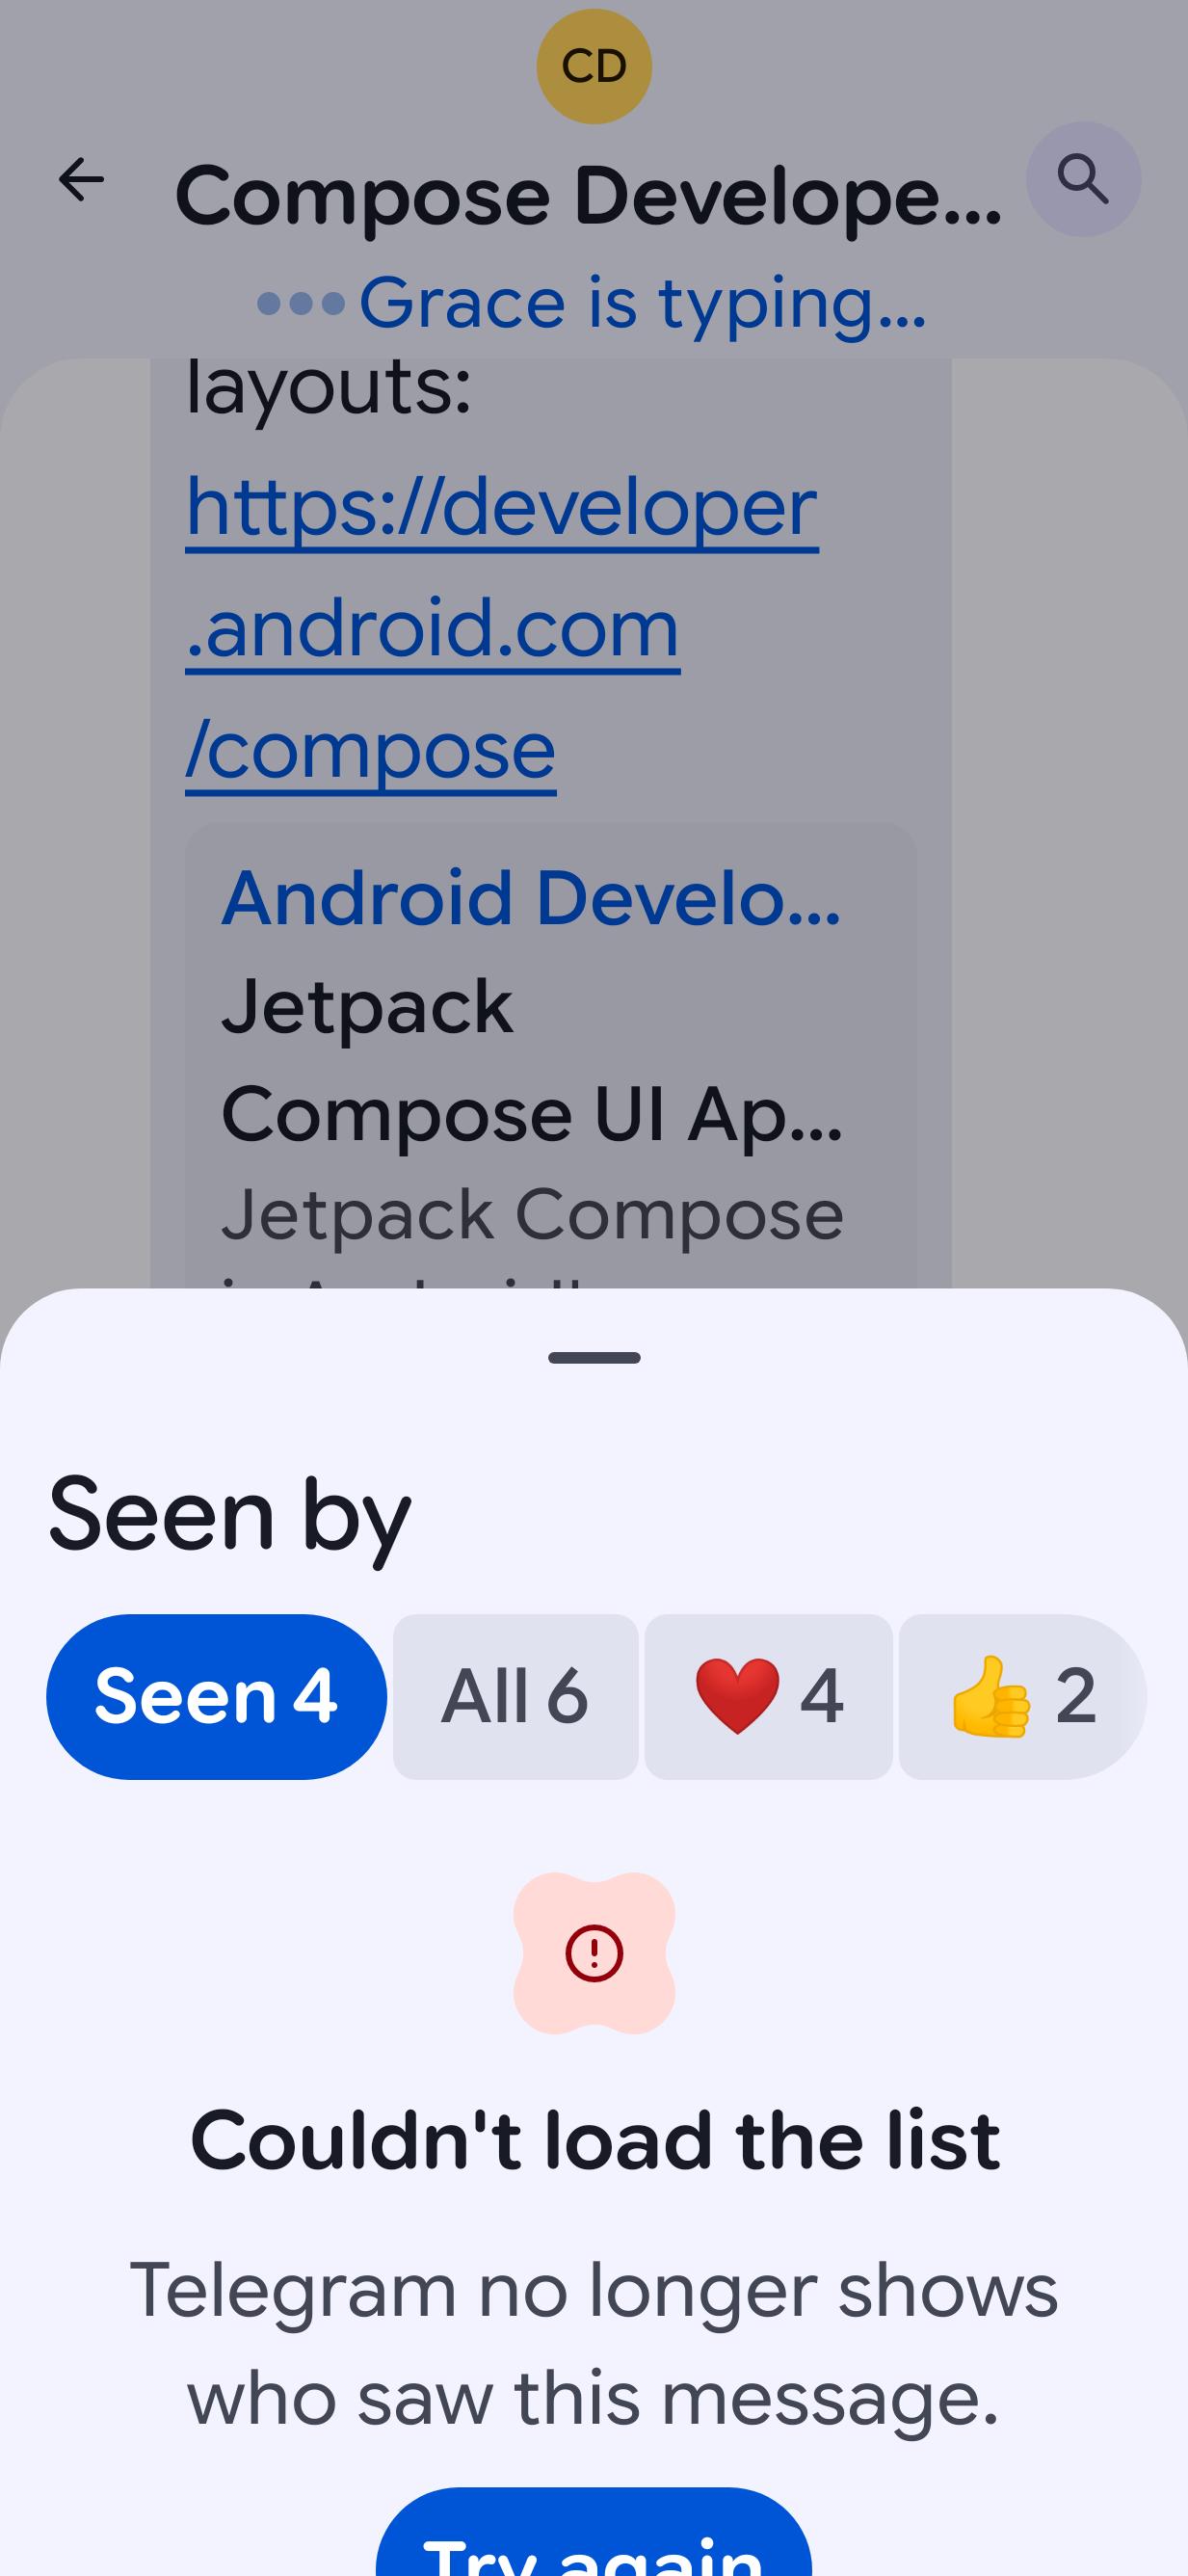 CD
Compose Develope...
Grace is typing...
layouts:
https://developer
.android.com
/compose
Android Develo...
Jetpack
Compose UI Ap...
Jetpack Compose
Seen by
Seen 4
All 6
❤️ 4
👍 2
Couldn't load the list
Telegram no longer shows
who saw this message.
Try again